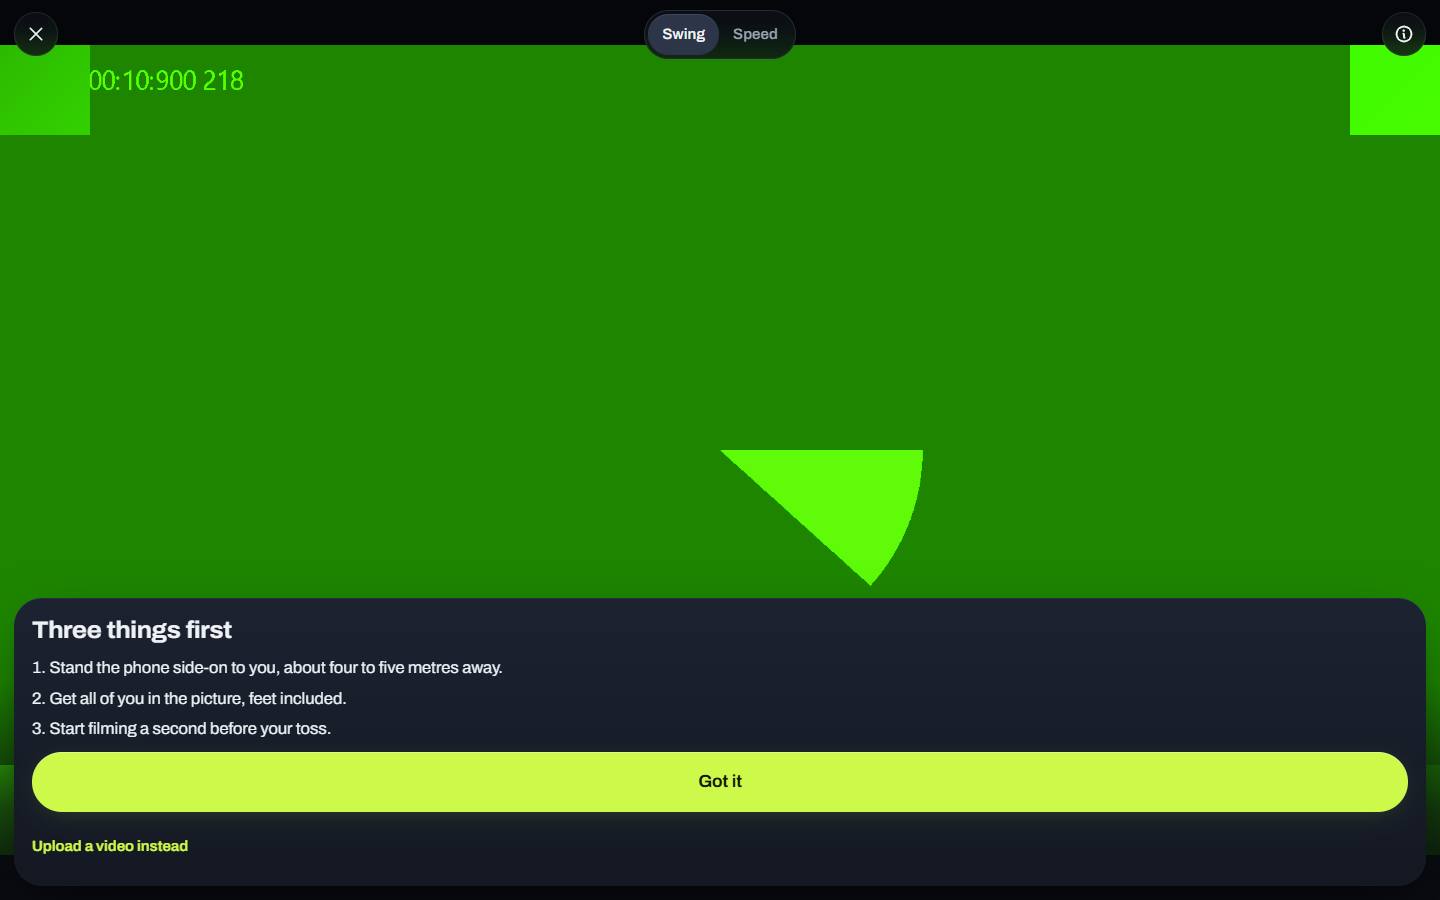 Swing Speed
00:10:900 218
Three things first
1. Stand the phone side-on to you, about four to five metres away.
2. Get all of you in the picture, feet included.
3. Start filming a second before your toss.
Got it
Upload a video instead